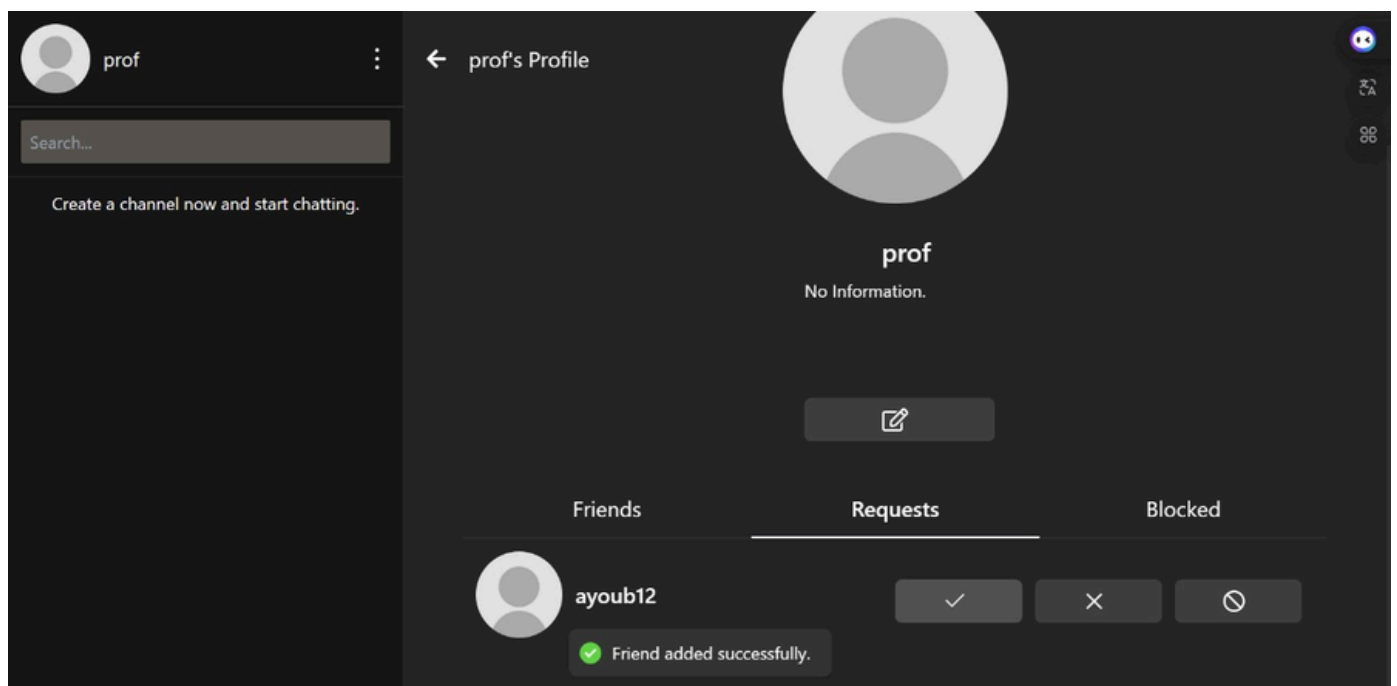 prof
Search...
Create a channel now and start chatting.
prof's Profile
prof
No Information.
Friends
Requests
Blocked
ayoub12
Friend added successfully.